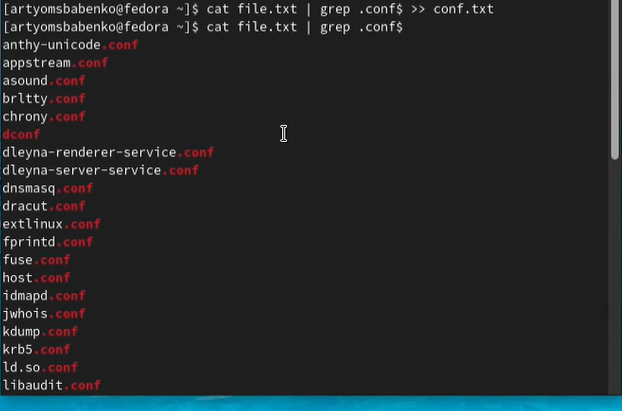 [artyomsbabenko@fedora ~]$ cat file.txt | grep .conf$ >> conf.txt
[artyomsbabenko@fedora ~]$ cat file.txt | grep .conf$
anthy-unicode.conf
appstream.conf
asound.conf
brltty.conf
chrony.conf
dconf
dleyna-renderer-service.conf
dleyna-server-service.conf
dnsmasq.conf
dracut.conf
extlinux.conf
fprintd.conf
fuse.conf
host.conf
idmapd.conf
jwhois.conf
kdump.conf
krb5.conf
ld.so.conf
libaudit.conf